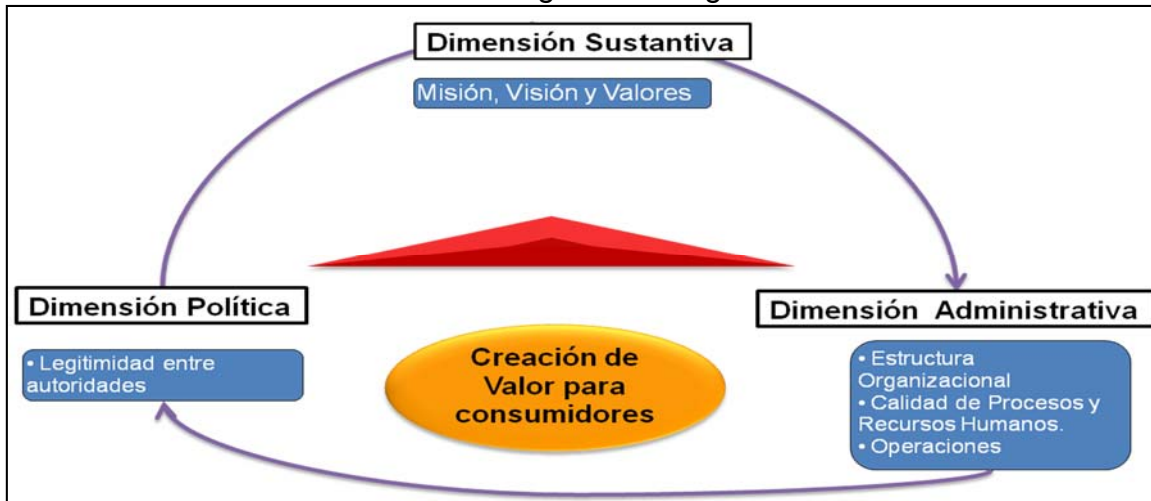 Dimensión Sustantiva
Misión, Visión y Valores
Dimensión Política
• Legitimidad entre
autoridades
Creación de
Valor para
consumidores
Dimensión Administrativa
• Estructura
Organizacional
• Calidad de Procesos y
Recursos Humanos.
• Operaciones